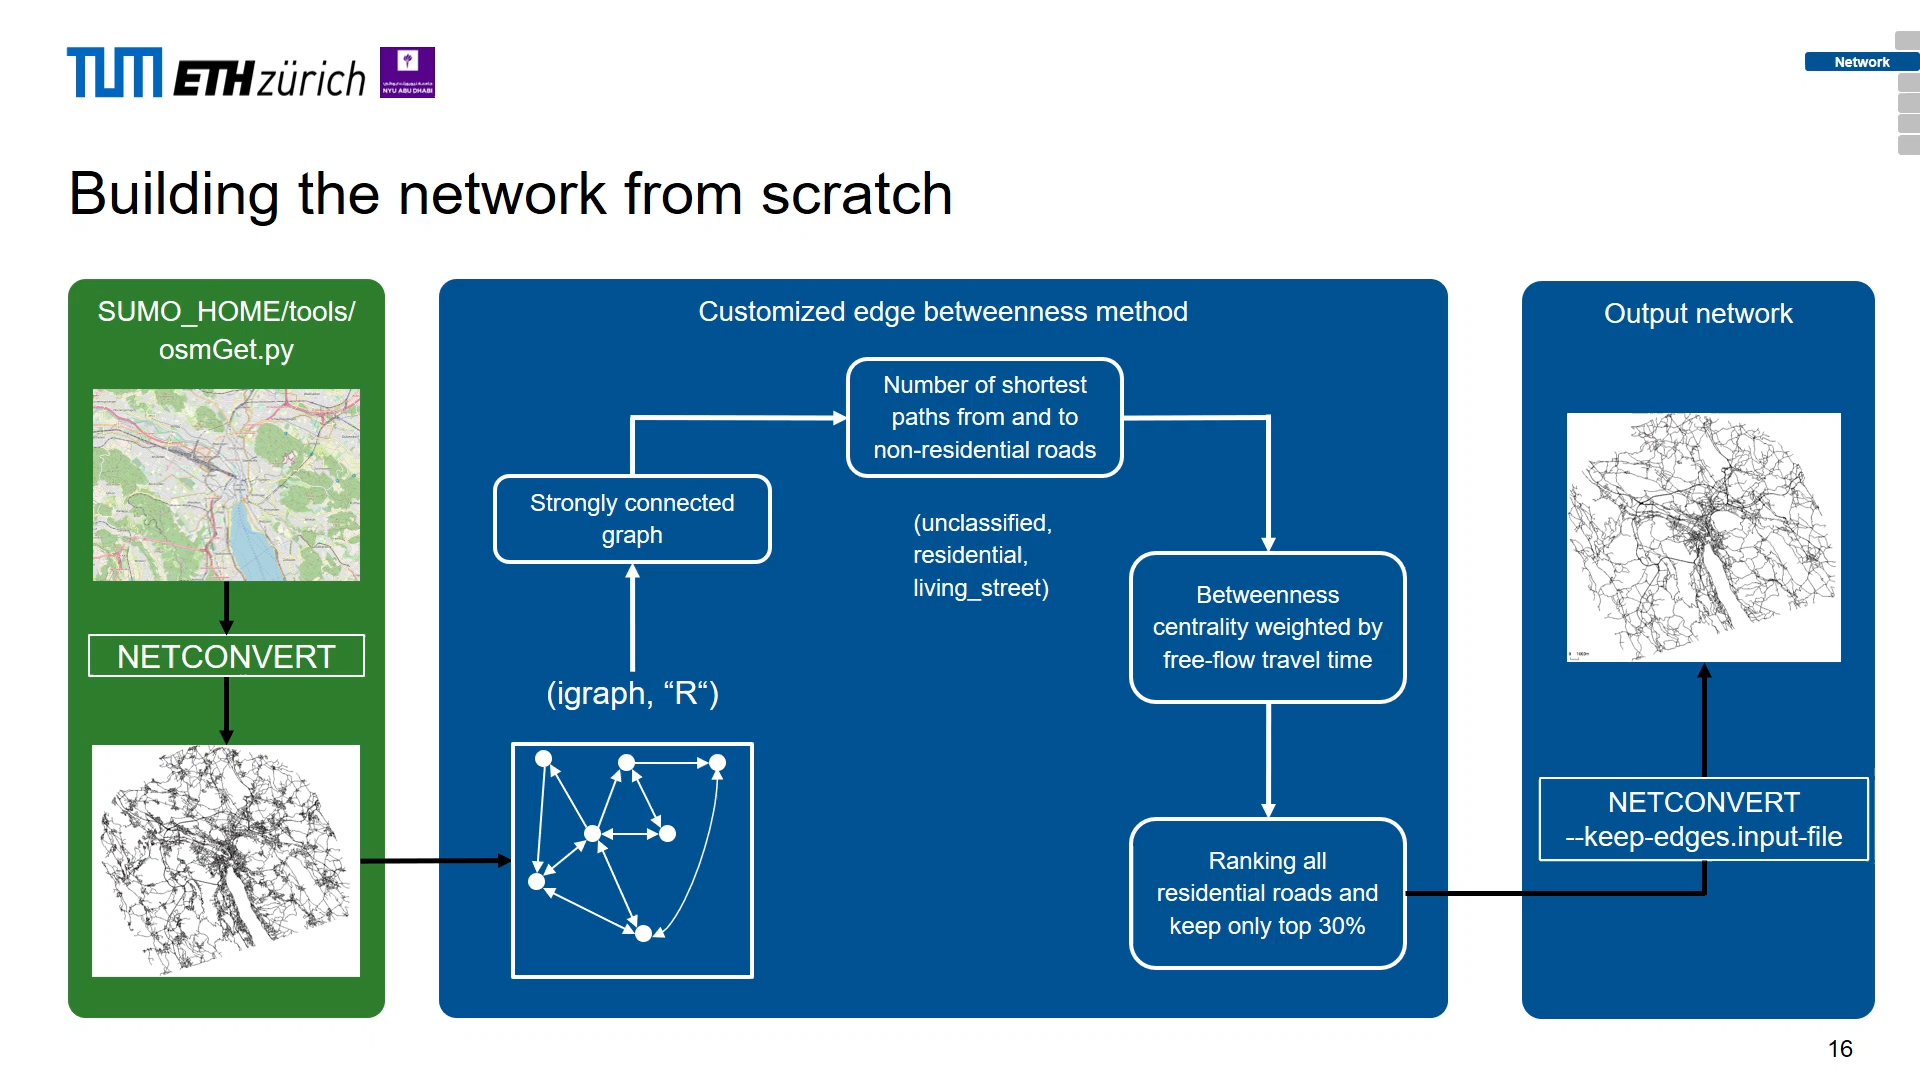 TUM ETH zürich
NYU ABU DHABI
Network
Building the network from scratch
SUMO_HOME/tools/
osmGet.py
NETCONVERT
Customized edge betweenness method
Number of shortest
paths from and to
non-residential roads
Strongly connected
graph
(unclassified,
residential,
living_street)
(igraph, “R“)
Betweenness
centrality weighted by
free-flow travel time
Ranking all
residential roads and
keep only top 30%
Output network
NETCONVERT
--keep-edges.input-file
16